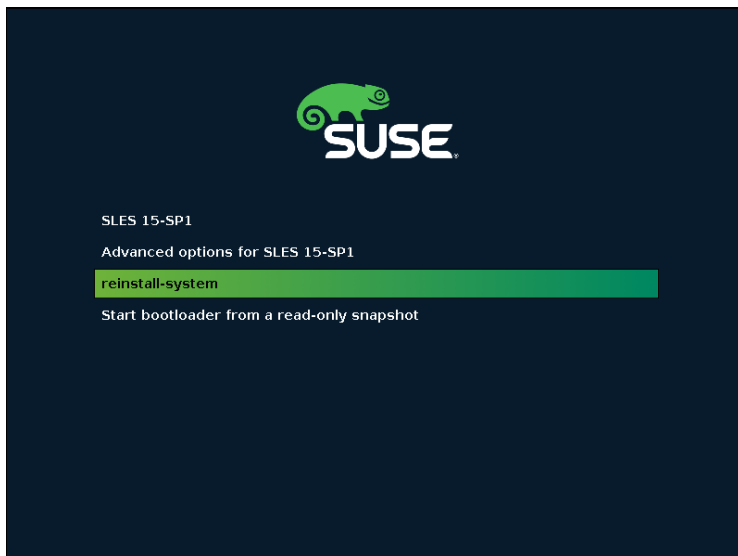 SUSE
SLES 15-SP1
Advanced options for SLES 15-SP1
reinstall-system
Start bootloader from a read-only snapshot